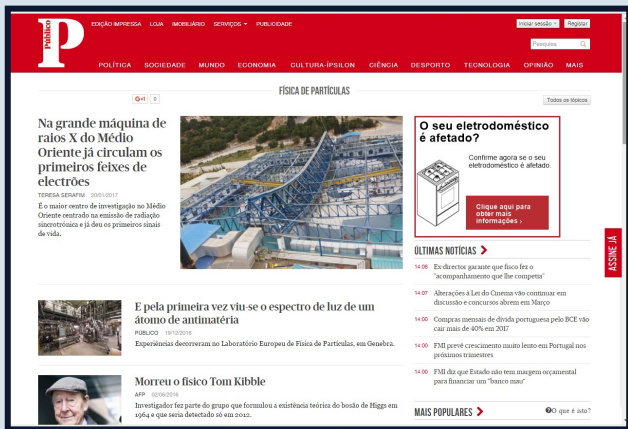 Público
P
EDIÇÃO IMPRESSA LOJA IMOBILIÁRIO SERVIÇOS PUBLICIDADE
Iniciar sessão Registar
Pesquisa
POLÍTICA SOCIEDADE MUNDO ECONOMIA CULTURA-ÍPSILON CIÊNCIA DESPORTO TECNOLOGIA OPINIÃO MAIS
FÍSICA DE PARTÍCULAS
G+1 0
Todos os tópicos
Na grande máquina de
raios X do Médio
Oriente já circulam os
primeiros feixes de
electrões
TERESA SERAFIM 20/01/2017
É o maior centro de investigação no Médio
Oriente centrado na emissão de radiação
sincrotrónica e já deu os primeiros sinais
de vida.
O seu eletrodoméstico
é afetado?
Confirme agora se o seu
eletrodoméstico é afetado.
Clique aqui para
obter mais
informações ›
ASSINE JÁ
ÚLTIMAS NOTÍCIAS
14:08 Ex-director garante que fisco fez o
"acompanhamento que lhe competia"
14:07 Alterações à Lei do Cinema vão continuar em
discussão e concursos abrem em Março
14:00 Compras mensais de dívida portuguesa pelo BCE vão
cair mais de 40% em 2017
14:00 FMI prevê crescimento muito lento em Portugal nos
próximos trimestres
14:00 FMI diz que Estado não tem margem orçamental
para financiar um "banco mau"
E pela primeira vez viu-se o espectro de luz de um
átomo de antimatéria
PÚBLICO 19/12/2016
Experiências decorreram no Laboratório Europeu de Física de Partículas, em Genebra.
Morreu o físico Tom Kibble
AFP 02/06/2016
Investigador fez parte do grupo que formulou a existência teórica do bosão de Higgs em
1964 e que seria detectado só em 2012.
MAIS POPULARES
O que é isto?